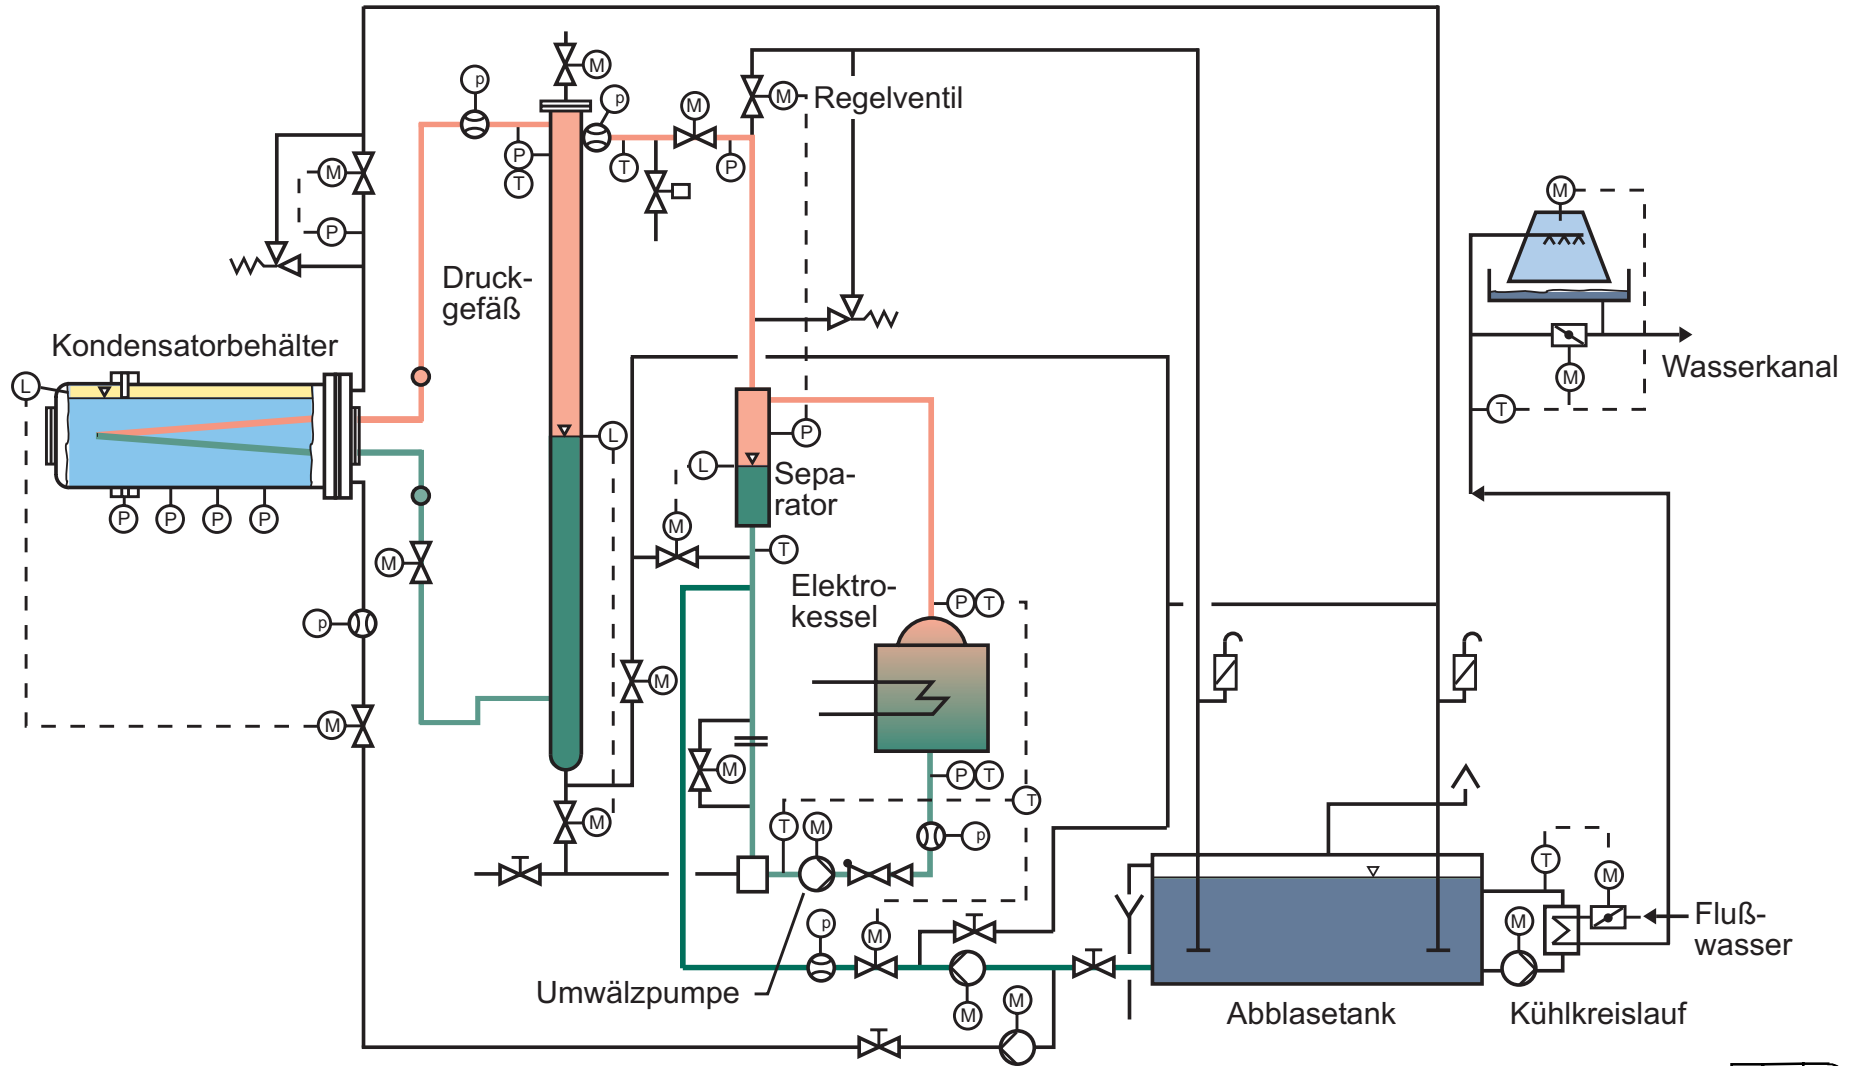 M
p
p
M
M
Regelventil
P
T
T
P
M
P
M
Druck-
gefäß
Kondensatorbehälter
L
Wasserkanal
M
T
L
P
L
Sepa-
rator
P
P
P
P
M
T
M
Elektro-
kessel
P
T
p
M
M
M
P
T
T
M
T
M
p
T
M
p
M
M
Fluß-
wasser
Umwälzpumpe
M
M
Abblasetank
Kühlkreislauf